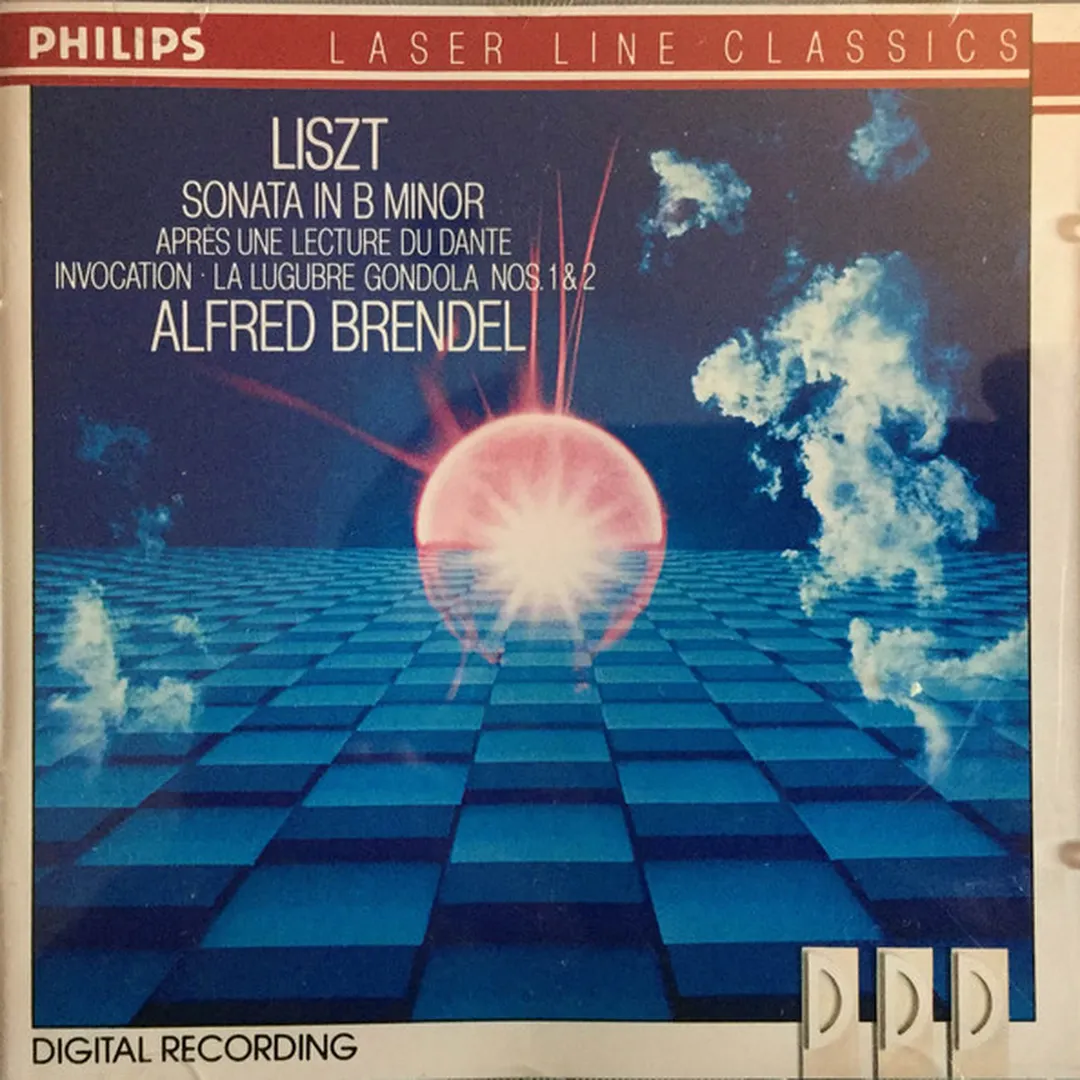 PHILIPS LASER LINE CLASSICS
LISZT
SONATA IN B MINOR
APRÈS UNE LECTURE DU DANTE
INVOCATION · LA LUGUBRE GONDOLA NOS. 1 & 2
ALFRED BRENDEL
DIGITAL RECORDING
D D D